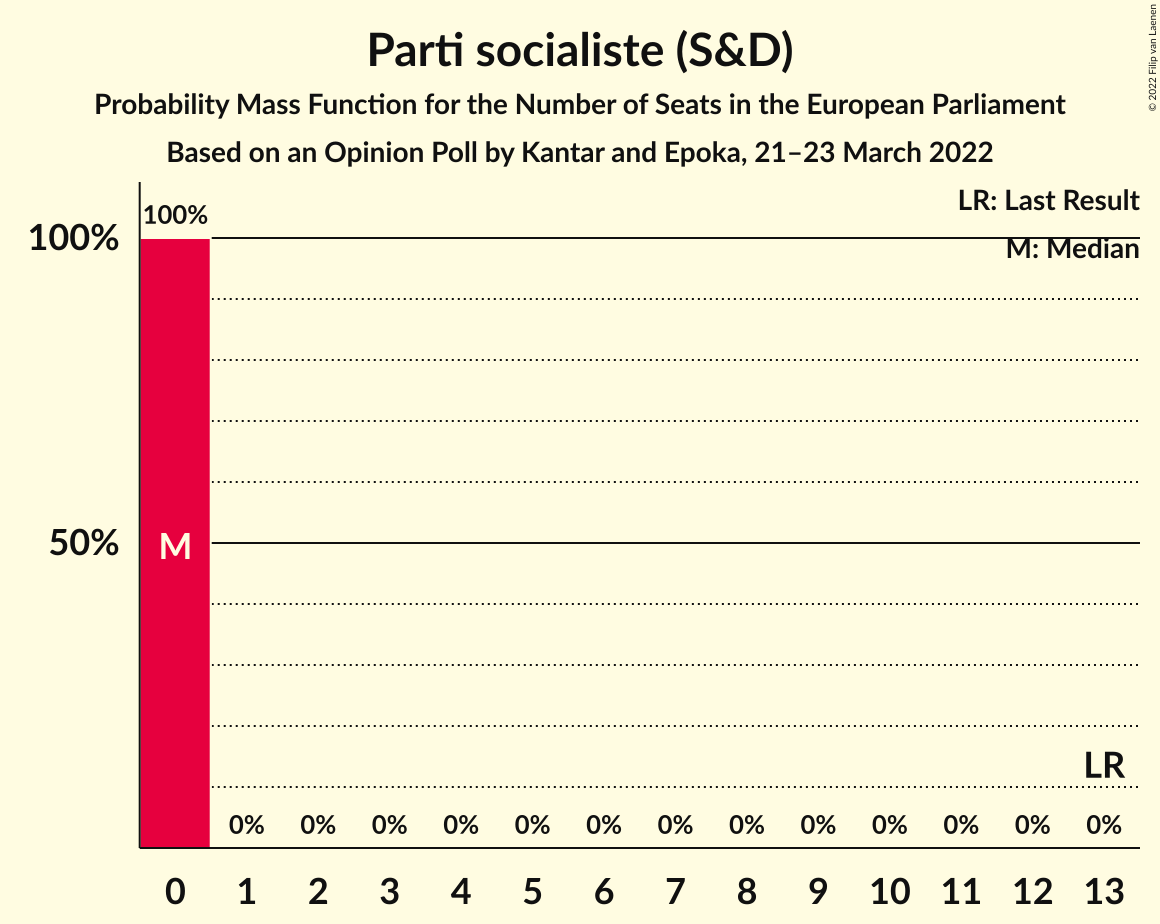 Parti socialiste (S&D)
Probability Mass Function for the Number of Seats in the European Parliament
Based on an Opinion Poll by Kantar and Epoka, 21–23 March 2022
© 2022 Filip van Laenen
LR: Last Result
M: Median
100%
100%
50%
M
LR
0% 0% 0% 0% 0% 0% 0% 0% 0% 0% 0% 0% 0%
0 1 2 3 4 5 6 7 8 9 10 11 12 13